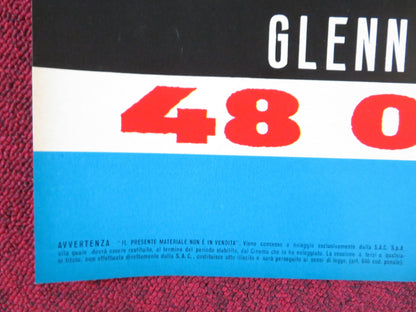 GLENN
48 O
AVVERTENZA "IL PRESENTE MATERIALE NON È IN VENDITA". Viene concesso a noleggio esclusivamente dalla S.A.C. S.p.A
alla quale dovrà essere restituito, al termine del periodo stabilito, dal Cinema che lo ha noleggiato. La cessione a terzi a qualsia-
si titolo, non effettuata direttamente dalla S.A.C., costituisce atto illecito e sarà perseguito ai sensi di legge. (art. 646 cod. penale).